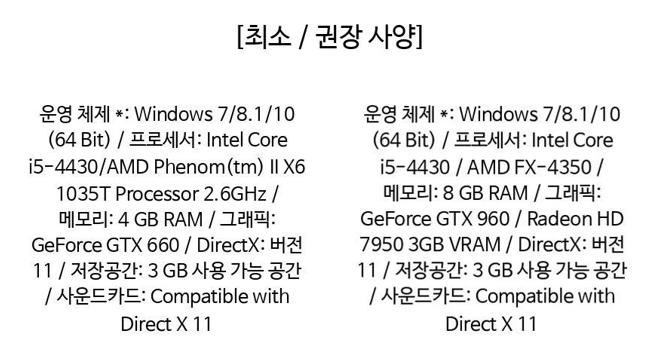 [최소 / 권장 사양]
운영 체제 *: Windows 7/8.1/10
(64 Bit) / 프로세서: Intel Core
i5-4430/AMD Phenom(tm) II X6
1035T Processor 2.6GHz /
메모리: 4 GB RAM / 그래픽:
GeForce GTX 660 / DirectX: 버전
11 / 저장공간: 3 GB 사용 가능 공간
/ 사운드카드: Compatible with
Direct X 11
운영 체제 *: Windows 7/8.1/10
(64 Bit) / 프로세서: Intel Core
i5-4430 / AMD FX-4350 /
메모리: 8 GB RAM / 그래픽:
GeForce GTX 960 / Radeon HD
7950 3GB VRAM / DirectX: 버전
11 / 저장공간: 3 GB 사용 가능 공간
/ 사운드카드: Compatible with
Direct X 11